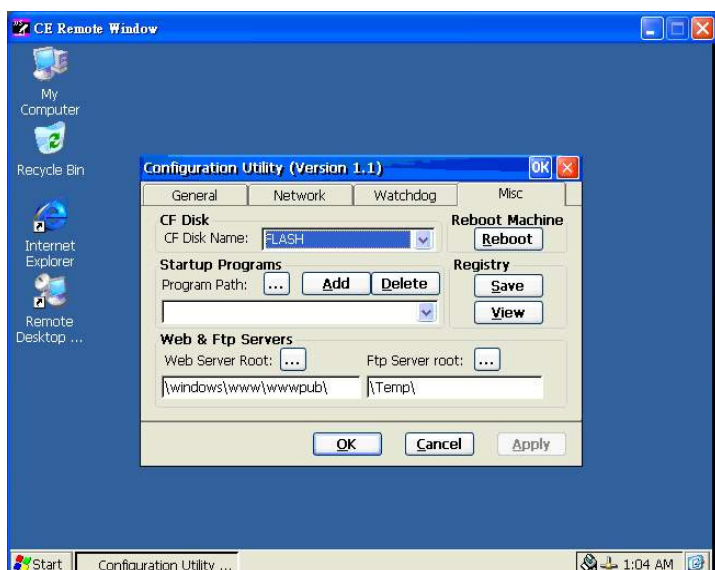 CE Remote Window
My
Computer
Recycle Bin
Internet
Explorer
Remote
Desktop ...
Configuration Utility (Version 1.1)
OK
General
Network
Watchdog
Misc
CF Disk
CF Disk Name:
FLASH
Reboot Machine
Reboot
Startup Programs
Program Path:
...
Add
Delete
Registry
Save
View
Web & Ftp Servers
Web Server Root:
...
Ftp Server root:
...
\windows\www\wwwpub\
\Temp\
OK
Cancel
Apply
Start
Configuration Utility ...
1:04 AM